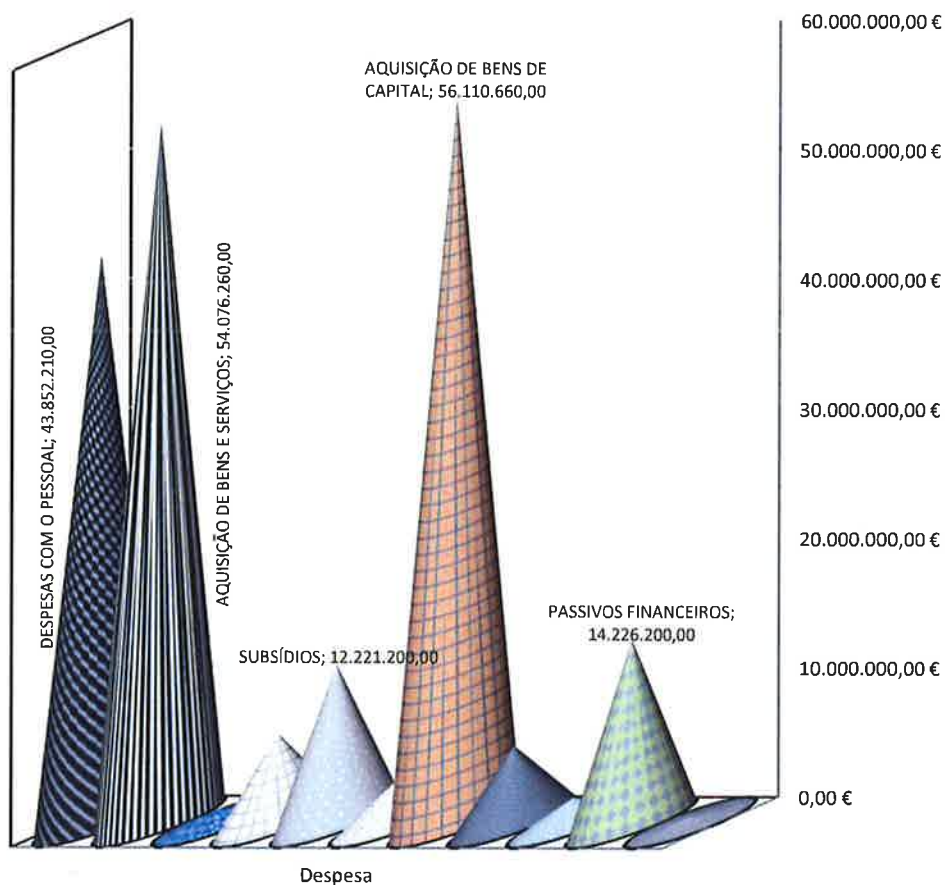 60.000.000,00 €
AQUISIÇÃO DE BENS DE
CAPITAL; 56.110.660,00
50.000.000,00 €
40.000.000,00 €
DESPESAS COM O PESSOAL; 43.852.210,00
AQUISIÇÃO DE BENS E SERVIÇOS; 54.076.260,00
30.000.000,00 €
20.000.000,00 €
PASSIVOS FINANCEIROS;
14.226.200,00
SUBSÍDIOS; 12.221.200,00
10.000.000,00 €
0,00 €
Despesa